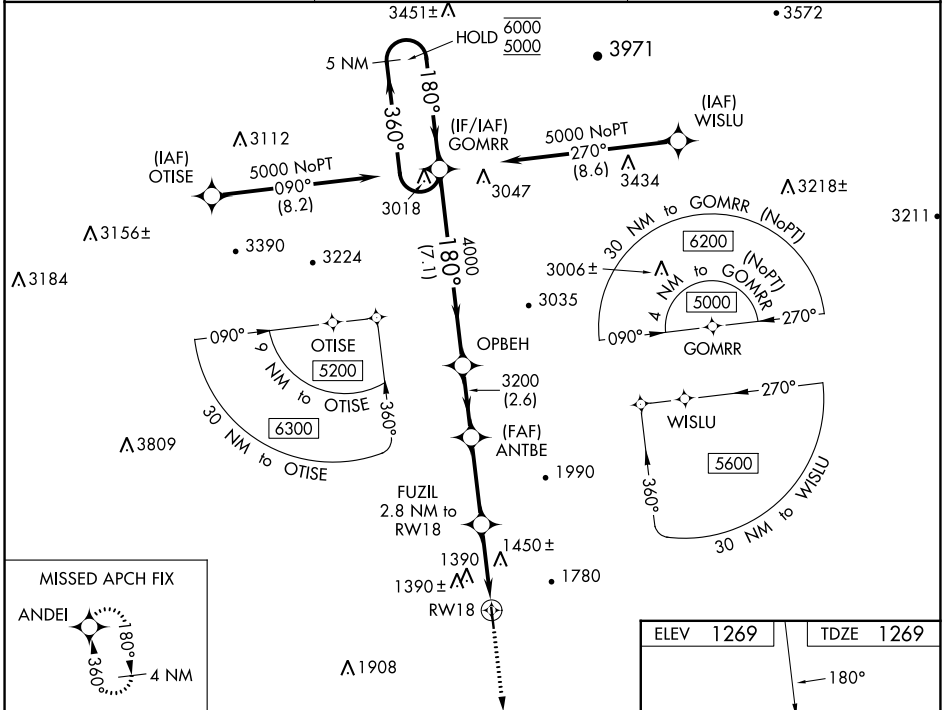 3451±
3572
HOLD 6000
5000
5 NM
3971
180°
360°
(IF/IAF)
GOMRR
(IAF)
WISLU
5000 NoPT
270°
(8.6)
3112
(IAF)
OTISE
5000 NoPT
090°
(8.2)
3018
3047
3434
3218±
3211
3156±
3390
3224
3184
4000
180°
(7.1)
3035
30 NM to GOMRR (NoPT)
6200
3006±
4 NM to GOMRR (NoPT)
5000
090°
270°
GOMRR
090°
OTISE
9 NM to OTISE
5200
360°
6300
30 NM to OTISE
OPBEH
3200
(2.6)
(FAF)
ANTBE
270°
WISLU
5600
360°
30 NM to WISLU
3809
1990
FUZIL
2.8 NM to
RW18
1450±
1390
1390±
1780
RW18
MISSED APCH FIX
ANDEI
180°
360°
4 NM
1908
ELEV 1269
TDZE 1269
180°